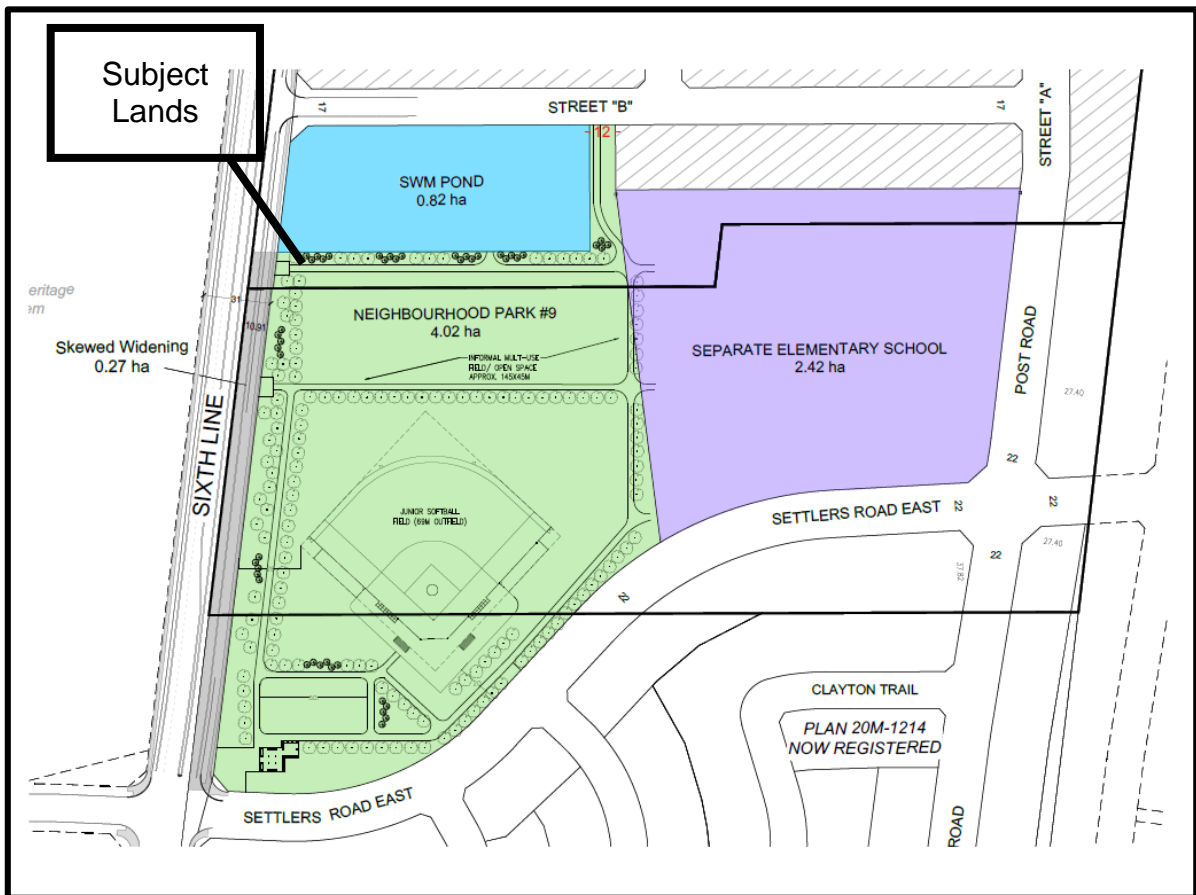 Subject
Lands
17
STREET "B"
17
STREET "A"
12
SWM POND
0.82 ha
eritage
em
31
10.91
NEIGHBOURHOOD PARK #9
4.02 ha
Skewed Widening
0.27 ha
INFORMAL MULT-USE
FIELD/ OPEN SPACE
APPROX. 145X45M
SEPARATE ELEMENTARY SCHOOL
2.42 ha
POST ROAD
27.40
SIXTH LINE
JUNIOR SOFTBALL
FIELD (69M OUTFIELD)
22
SETTLERS ROAD EAST
22
22
22
27.40
37.82
22
CLAYTON TRAIL
PLAN 20M-1214
NOW REGISTERED
SETTLERS ROAD EAST
ROAD